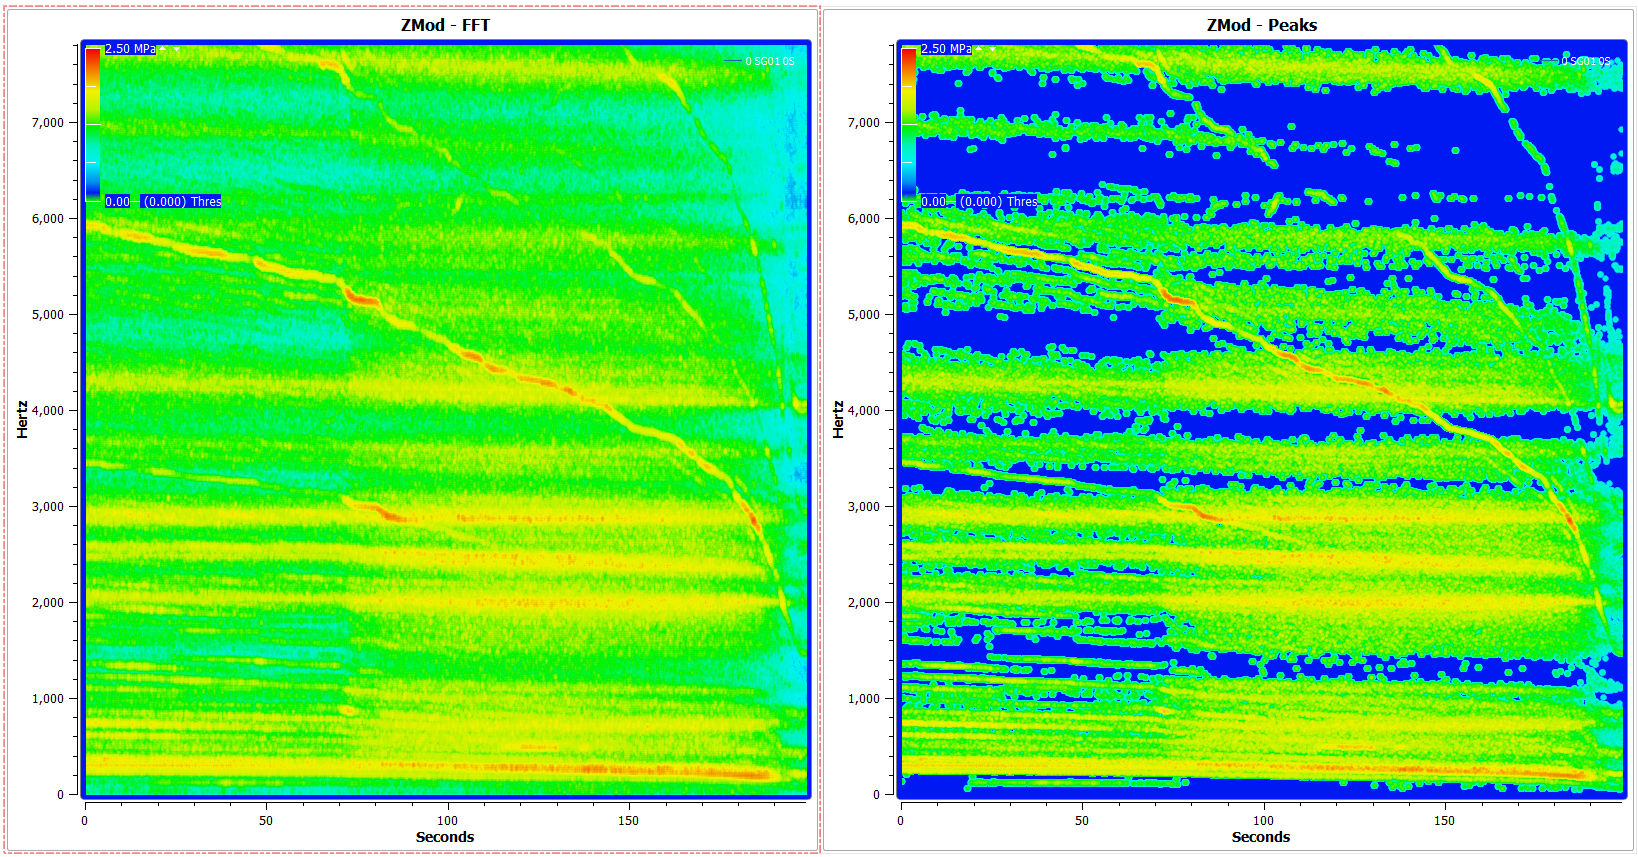 ZMod - FFT
2.50 MPa
0 SG01 0S
0.00 (0.000) Thres
7,000
6,000
5,000
4,000
3,000
2,000
1,000
0
Hertz
0 50 100 150
Seconds
ZMod - Peaks
2.50 MPa
0 SG01 0S
0.00 (0.000) Thres
7,000
6,000
5,000
4,000
3,000
2,000
1,000
0
Hertz
0 50 100 150
Seconds